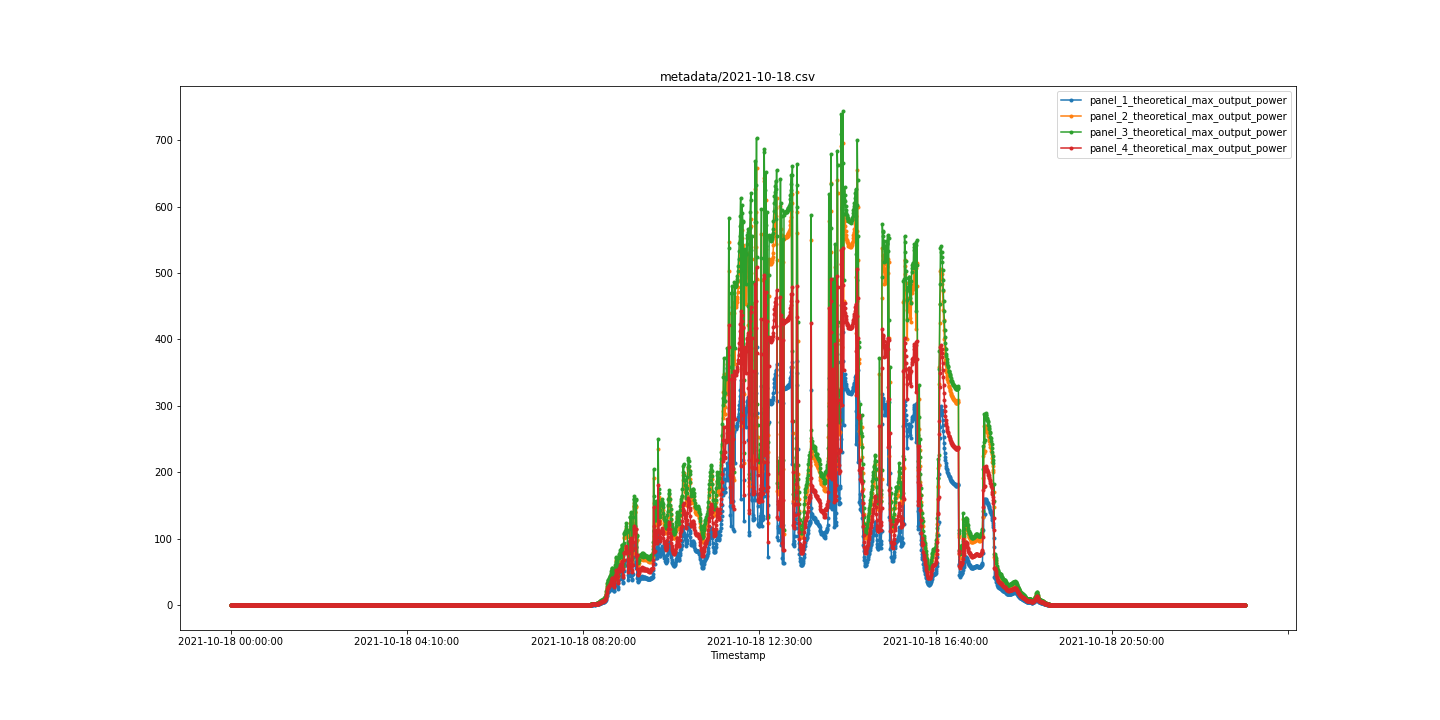 metadata/2021-10-18.csv
panel_1_theoretical_max_output_power
panel_2_theoretical_max_output_power
panel_3_theoretical_max_output_power
panel_4_theoretical_max_output_power
700
600
500
400
300
200
100
0
2021-10-18 00:00:00 2021-10-18 04:10:00 2021-10-18 08:20:00 2021-10-18 12:30:00 2021-10-18 16:40:00 2021-10-18 20:50:00
Timestamp